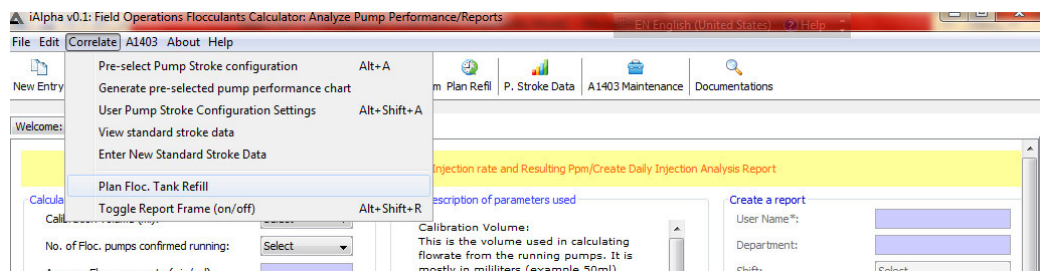 iAlpha v0.1: Field Operations Flocculants Calculator: Analyze Pump Performance/Reports
EN English (United States) Help
File Edit Correlate A1403 About Help
Pre-select Pump Stroke configuration Alt+A
Generate pre-selected pump performance chart
User Pump Stroke Configuration Settings Alt+Shift+A
View standard stroke data
Enter New Standard Stroke Data
Plan Floc. Tank Refill
Toggle Report Frame (on/off) Alt+Shift+R
New Entry m Plan Refil P. Stroke Data A1403 Maintenance Documentations
Welcome:
Injection rate and Resulting Ppm/Create Daily Injection Analysis Report
Calcula escription of parameters used Create a report
Select Calibration Volume: User Name*:
No. of Floc. pumps confirmed running: Select This is the volume used in calculating Department:
flowrate from the running pumps. It is
mostly in mililiters (example 50ml) Shift: Select